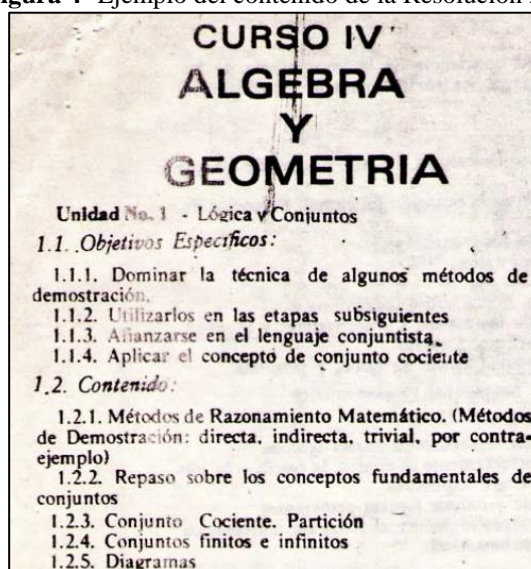 Ejemplo del contenido de la Resolución
CURSO IV
ALGEBRA
Y
GEOMETRIA
Unidad No. 1 - Lógica y Conjuntos
1.1. Objetivos Específicos:
1.1.1. Dominar la técnica de algunos métodos de
demostración.
1.1.2. Utilizarlos en las etapas subsiguientes
1.1.3. Afianzarse en el lenguaje conjuntista.
1.1.4. Aplicar el concepto de conjunto cociente
1.2. Contenido:
1.2.1. Métodos de Razonamiento Matemático. (Métodos
de Demostración: directa, indirecta, trivial, por contra-
ejemplo)
1.2.2. Repaso sobre los conceptos fundamentales de
conjuntos
1.2.3. Conjunto Cociente. Partición
1.2.4. Conjuntos finitos e infinitos
1.2.5. Diagramas